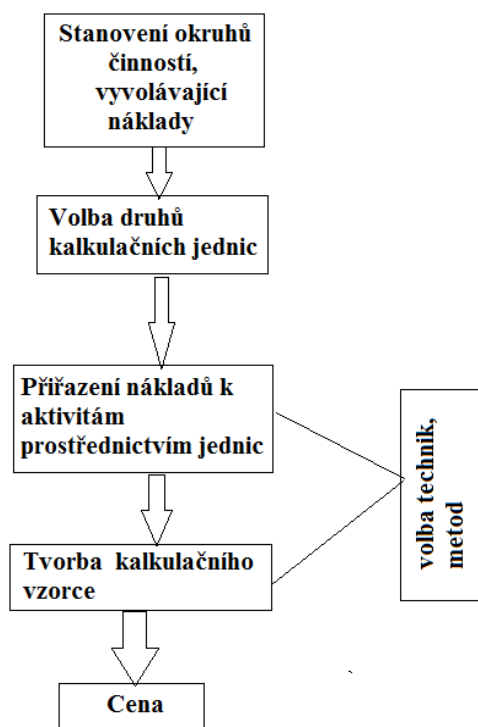 Stanovení okruhů
činností,
vyvolávající
náklady
Volba druhů
kalkulačních jednic
Přiřazení nákladů k
aktivitám
prostřednictvím jednic
volba technik,
metod
Tvorba kalkulačního
vzorce
Cena